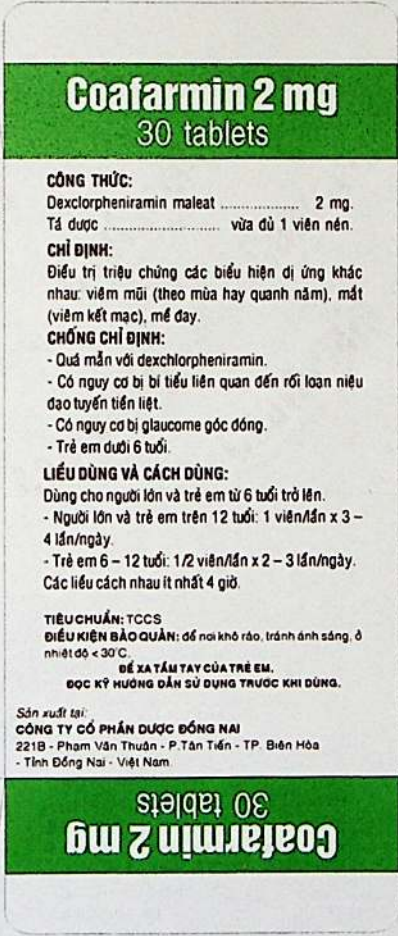 Coafarmin 2 mg
30 tablets
CÔNG THỨC:
Dexclorpheniramin maleat ................... 2 mg.
Tá dược ............................ vừa đủ 1 viên nén.
CHỈ ĐỊNH:
Điều trị triệu chứng các biểu hiện dị ứng khác
nhau: viêm mũi (theo mùa hay quanh năm), mắt
(viêm kết mạc), mề đay.
CHỐNG CHỈ ĐỊNH:
- Quá mẫn với dexchlorpheniramin.
- Có nguy cơ bị bí tiểu liên quan đến rối loạn niệu
đạo tuyến tiền liệt.
- Có nguy cơ bị glaucome góc đóng.
- Trẻ em dưới 6 tuổi.
LIỀU DÙNG VÀ CÁCH DÙNG:
Dùng cho người lớn và trẻ em từ 6 tuổi trở lên.
- Người lớn và trẻ em trên 12 tuổi: 1 viên/lần x 3 –
4 lần/ngày.
- Trẻ em 6 – 12 tuổi: 1/2 viên/lần x 2 – 3 lần/ngày.
Các liều cách nhau ít nhất 4 giờ.
TIÊU CHUẨN: TCCS
ĐIỀU KIỆN BẢO QUẢN: để nơi khô ráo, tránh ánh sáng, ở
nhiệt độ < 30°C.
ĐỂ XA TẦM TAY CỦA TRẺ EM.
ĐỌC KỸ HƯỚNG DẪN SỬ DỤNG TRƯỚC KHI DÙNG.
Sản xuất tại:
CÔNG TY CỔ PHẦN DƯỢC ĐỒNG NAI
221B - Phạm Văn Thuận - P.Tân Tiến - TP. Biên Hòa
- Tỉnh Đồng Nai - Việt Nam.
Coafarmin 2 mg
30 tablets